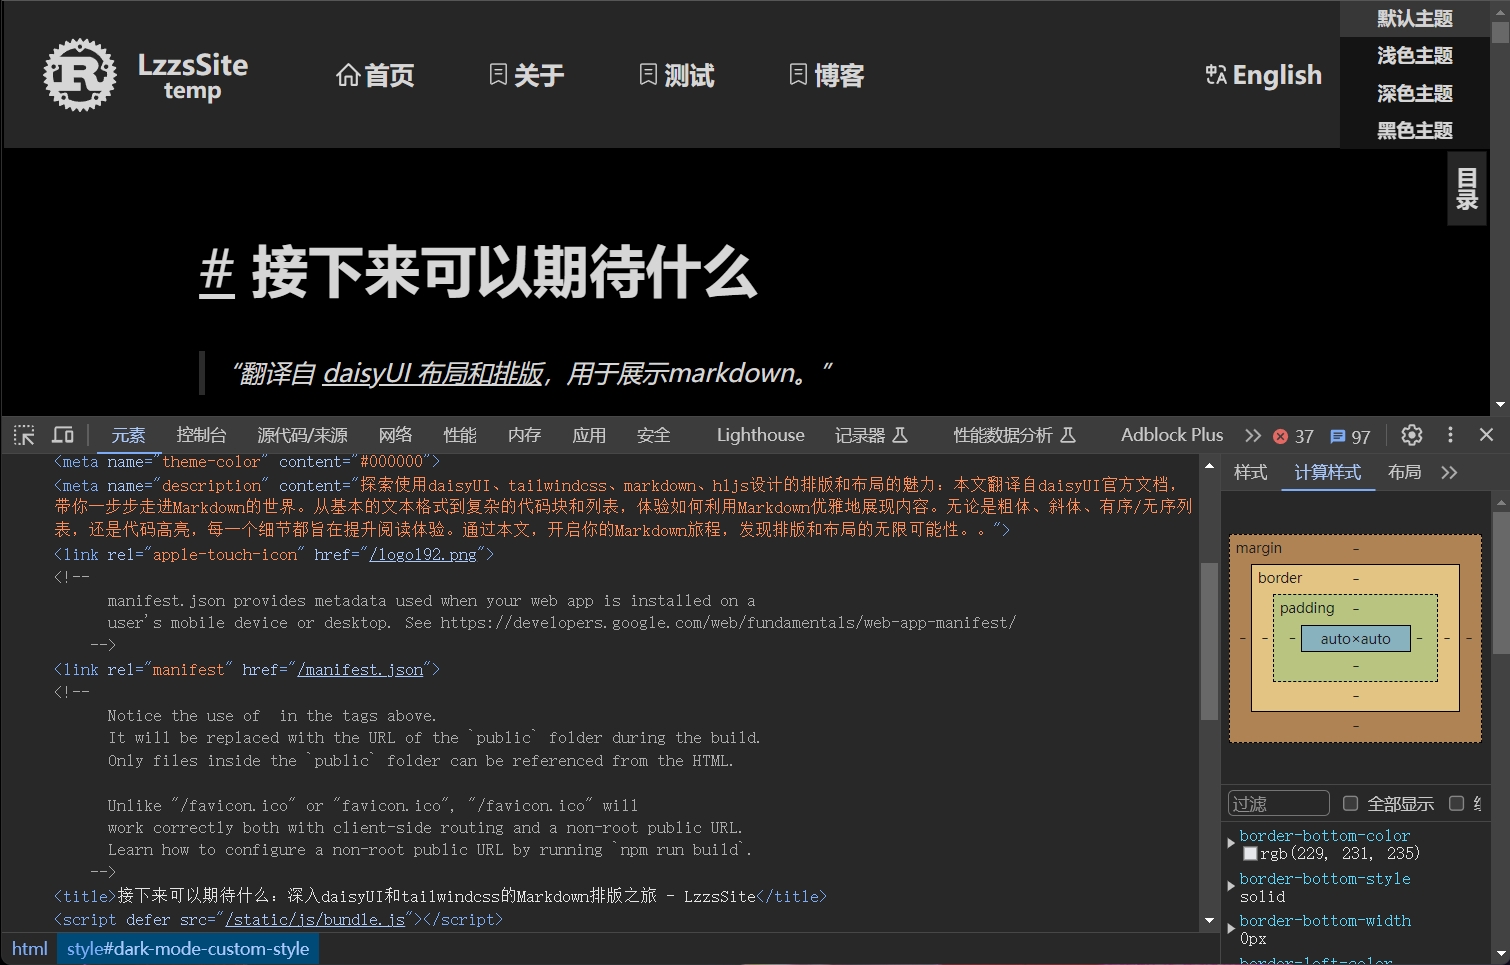 LzzsSite
temp
首页
关于
测试
博客
English
默认主题
浅色主题
深色主题
黑色主题
目录
# 接下来可以期待什么
“翻译自 daisyUI 布局和排版，用于展示markdown。”
元素 控制台 源代码/来源 网络 性能 内存 应用 安全 Lighthouse 记录器 性能数据分析 Adblock Plus 37 97
<meta name="theme-color" content="#000000">
<meta name="description" content="探索使用daisyUI、tailwindcss、markdown、hljs设计的排版和布局的魅力：本文翻译自daisyUI官方文档，
带你一步步走进Markdown的世界。从基本的文本格式到复杂的代码块和列表，体验如何利用Markdown优雅地展现内容。无论是粗体、斜体、有序/无序列
表，还是代码高亮，每一个细节都旨在提升阅读体验。通过本文，开启你的Markdown旅程，发现排版和布局的无限可能性。。">
<link rel="apple-touch-icon" href="/logo192.png">
<!--
manifest.json provides metadata used when your web app is installed on a
user's mobile device or desktop. See https://developers.google.com/web/fundamentals/web-app-manifest/
-->
<link rel="manifest" href="/manifest.json">
<!--
Notice the use of  in the tags above.
It will be replaced with the URL of the `public` folder during the build.
Only files inside the `public` folder can be referenced from the HTML.
Unlike "/favicon.ico" or "favicon.ico", "/favicon.ico" will
work correctly both with client-side routing and a non-root public URL.
Learn how to configure a non-root public URL by running `npm run build`.
-->
<title>接下来可以期待什么：深入daisyUI和tailwindcss的Markdown排版之旅 - LzzsSite</title>
<script defer src="/static/js/bundle.js"></script>
html style#dark-mode-custom-style
样式 计算样式 布局
margin -
border -
padding -
- - - auto×auto - - -
-
-
-
过滤 全部显示
border-bottom-color
rgb(229, 231, 235)
border-bottom-style
solid
border-bottom-width
0px
border-left-color